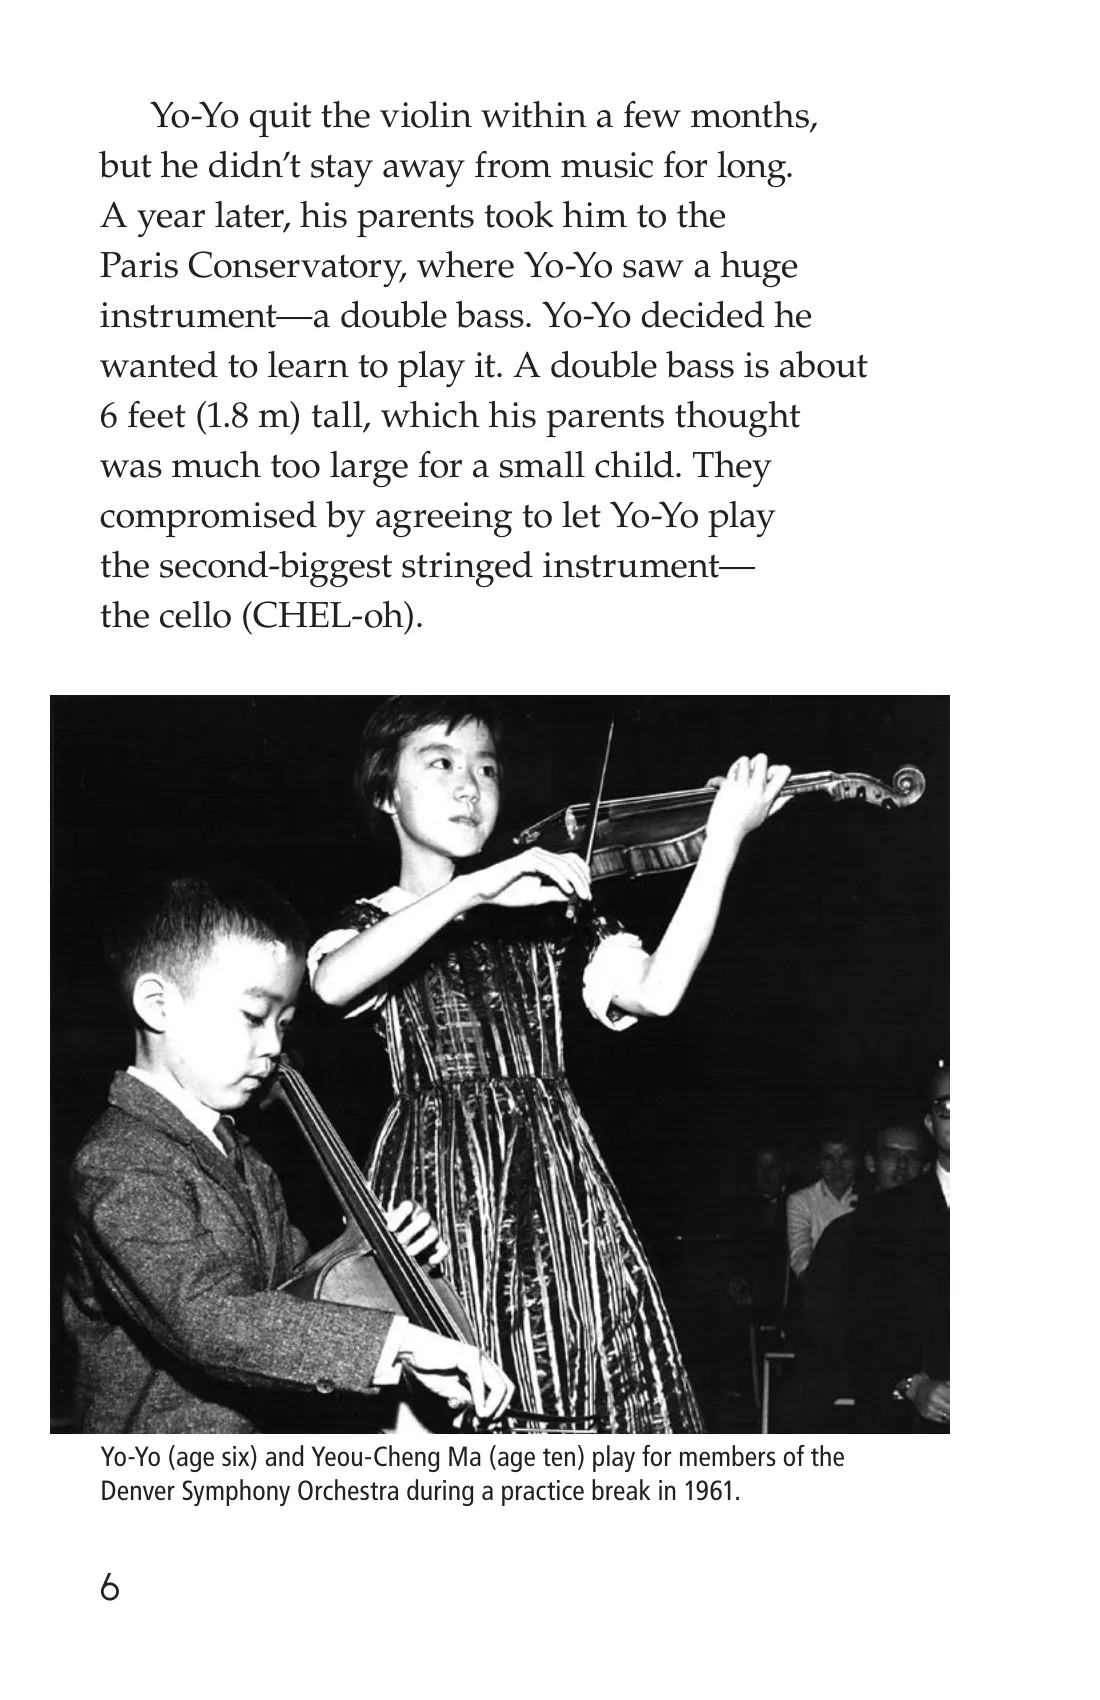 Yo-Yo quit the violin within a few months,
but he didn’t stay away from music for long.
A year later, his parents took him to the
Paris Conservatory, where Yo-Yo saw a huge
instrument—a double bass. Yo-Yo decided he
wanted to learn to play it. A double bass is about
6 feet (1.8 m) tall, which his parents thought
was much too large for a small child. They
compromised by agreeing to let Yo-Yo play
the second-biggest stringed instrument—
the cello (CHEL-oh).
Yo-Yo (age six) and Yeou-Cheng Ma (age ten) play for members of the
Denver Symphony Orchestra during a practice break in 1961.
6